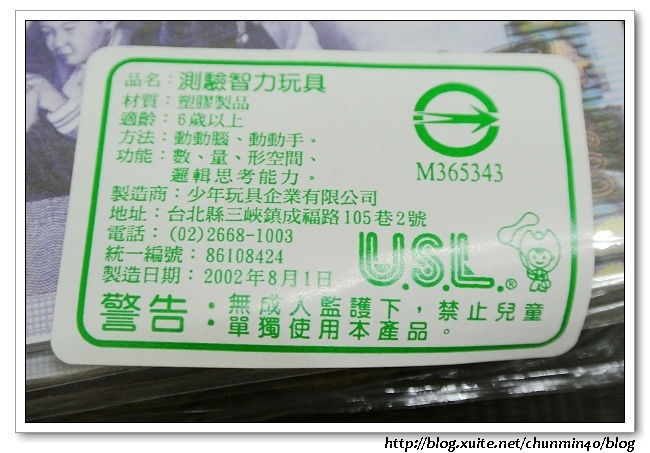 品名：測驗智力玩具
材質：塑膠製品
適齡：6歲以上
方法：動動腦、動動手。
功能：數、量、形空間、
邏輯思考能力。
製造商：少年玩具企業有限公司
地址：台北縣三峽鎮成福路105巷2號
電話：(02)2668-1003
統一編號：86108424
製造日期：2002年8月1日
M365343
U.S.L.®
警告：無成人監護下，禁止兒童
單獨使用本產品。
http://blog.xuite.net/chunmin40/blog